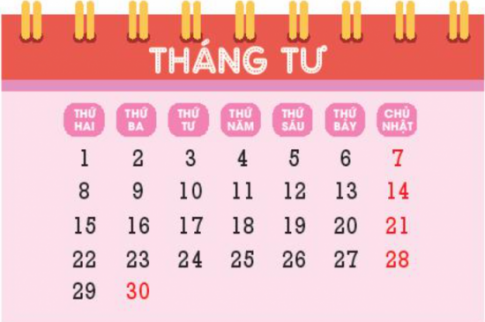 THÁNG TƯ
THỨ HAI THỨ BA THỨ TƯ THỨ NĂM THỨ SÁU THỨ BẢY CHỦ NHẬT
1 2 3 4 5 6 7
8 9 10 11 12 13 14
15 16 17 18 19 20 21
22 23 24 25 26 27 28
29 30